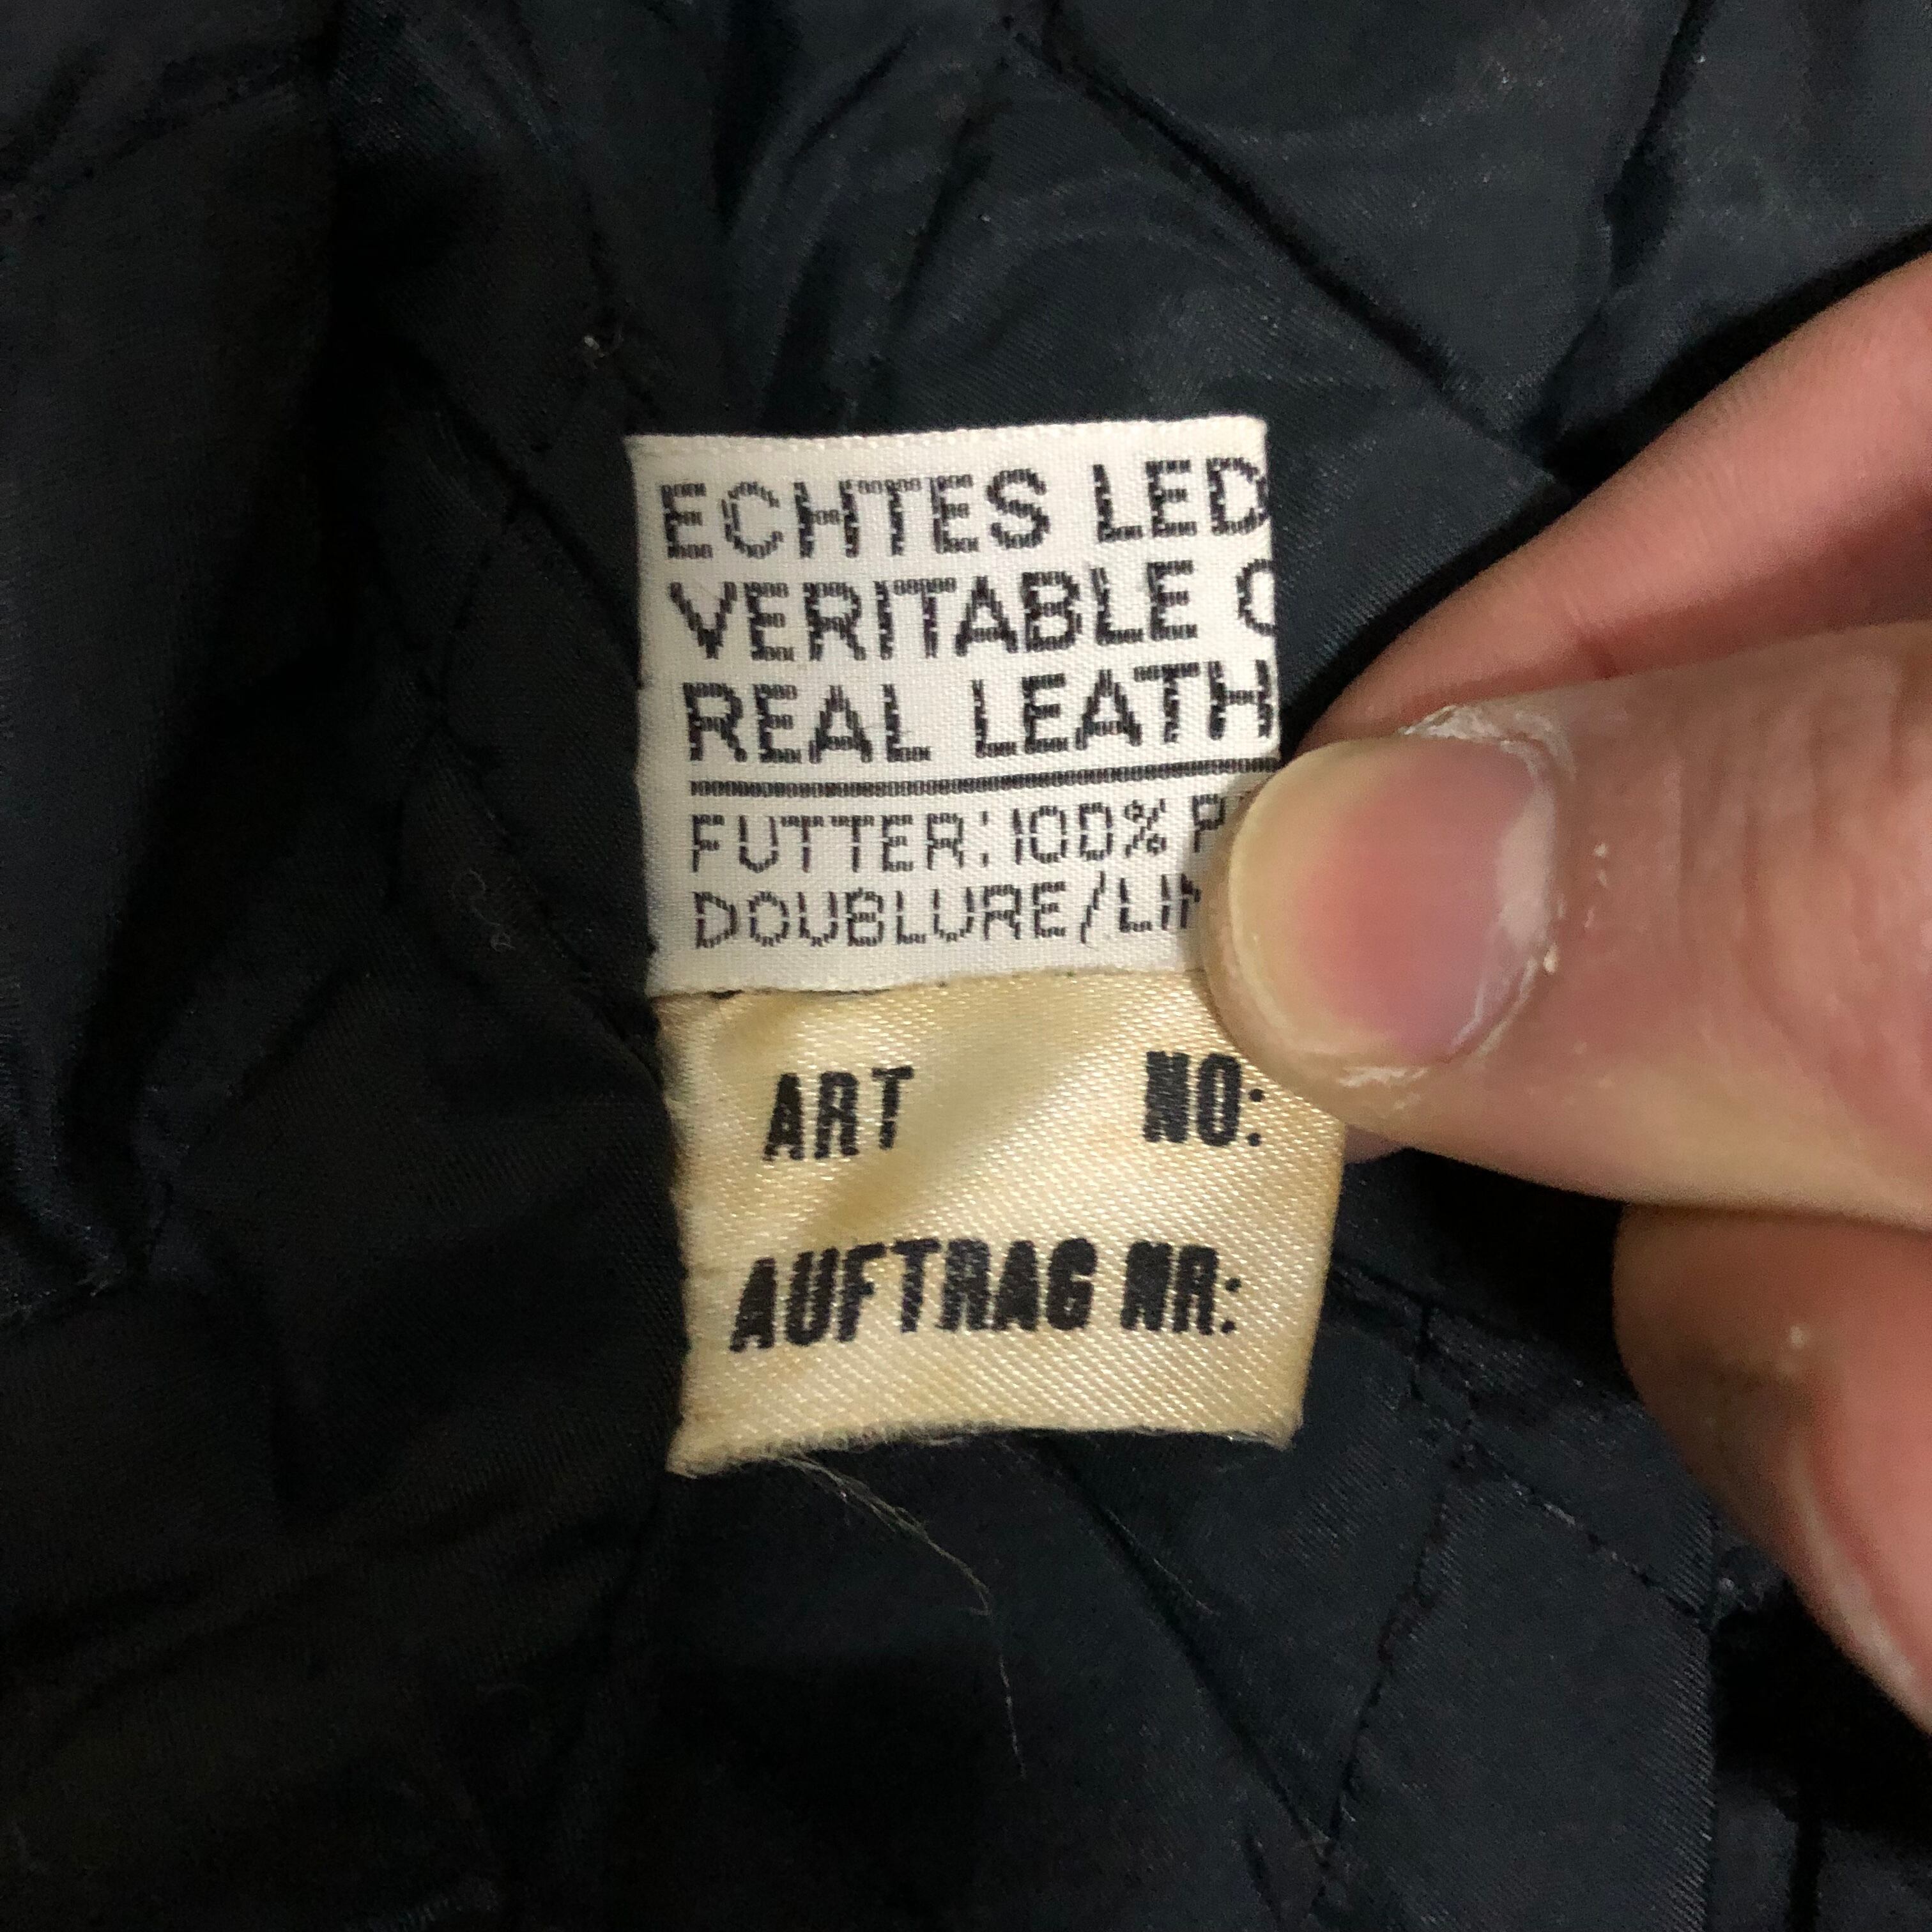 ECHTES LED
VERITABLE C
REAL LEATH
FUTTER: 100% P
DOUBLURE/LIN
ART NO:
AUFTRAG NR: